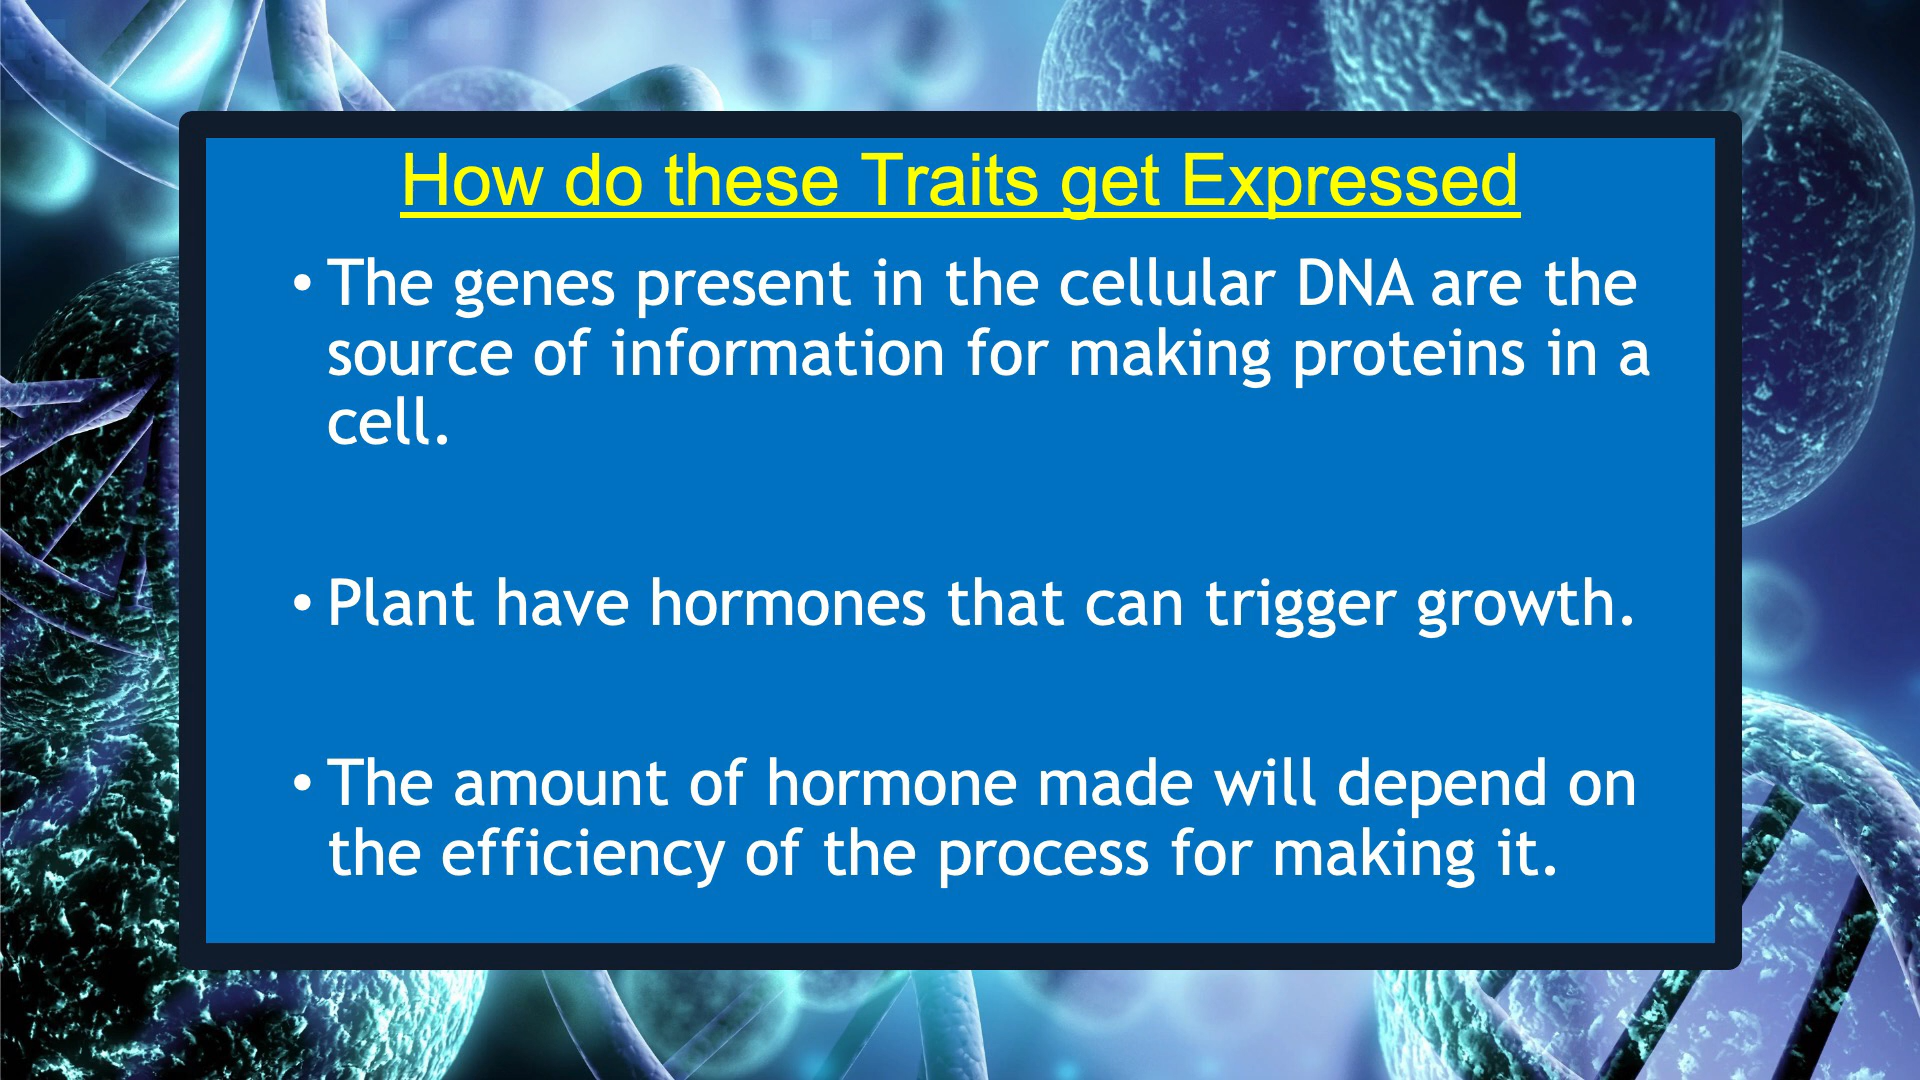 How do these Traits get Expressed
• The genes present in the cellular DNA are the
source of information for making proteins in a
cell.
• Plant have hormones that can trigger growth.
• The amount of hormone made will depend on
the efficiency of the process for making it.